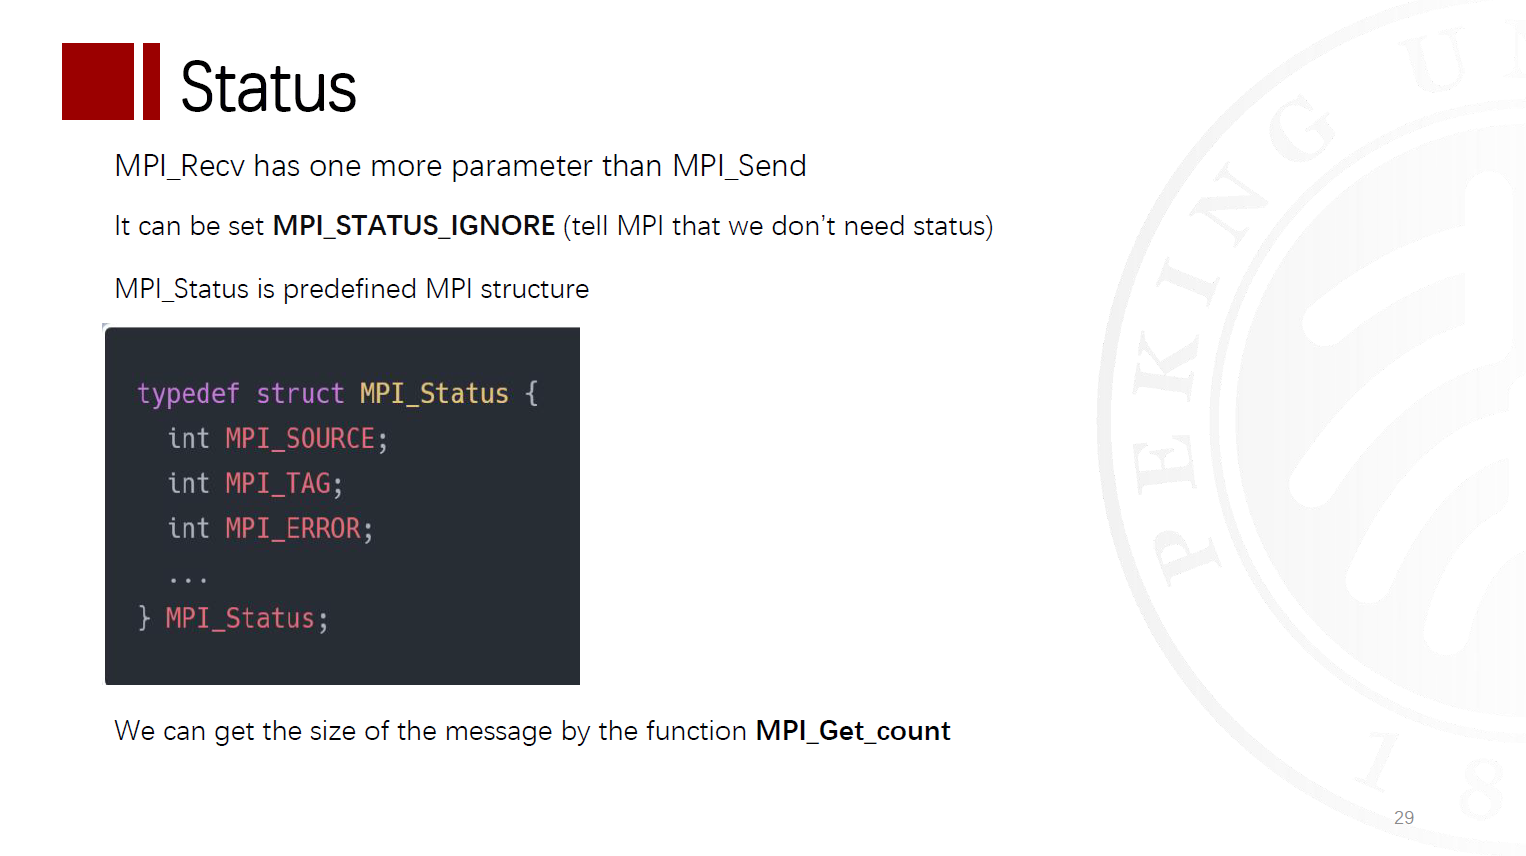 Status
MPI_Recv has one more parameter than MPI_Send
It can be set MPI_STATUS_IGNORE (tell MPI that we don’t need status)
MPI_Status is predefined MPI structure
typedef struct MPI_Status {
int MPI_SOURCE;
int MPI_TAG;
int MPI_ERROR;
...
} MPI_Status;
We can get the size of the message by the function MPI_Get_count
PEKING UN
18
29